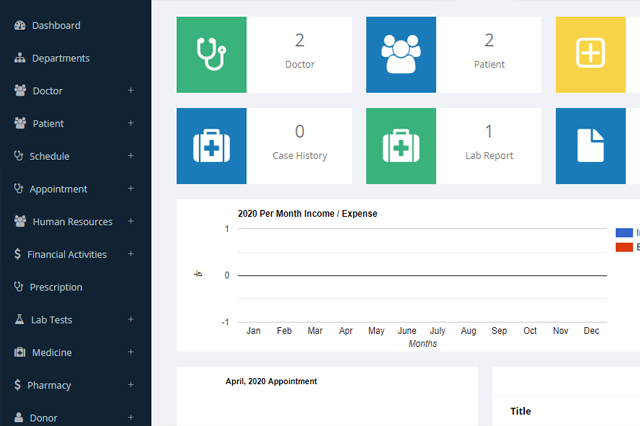 Dashboard
Departments
Doctor +
Patient +
Schedule +
Appointment +
Human Resources +
Financial Activities +
Prescription
Lab Tests +
Medicine +
Pharmacy +
Donor +
2
Doctor
2
Patient
0
Case History
1
Lab Report
2020 Per Month Income / Expense
1
0
-1
Jan Feb Mar Apr May June July Aug Sep Oct Nov Dec
Months
April, 2020 Appointment
Title